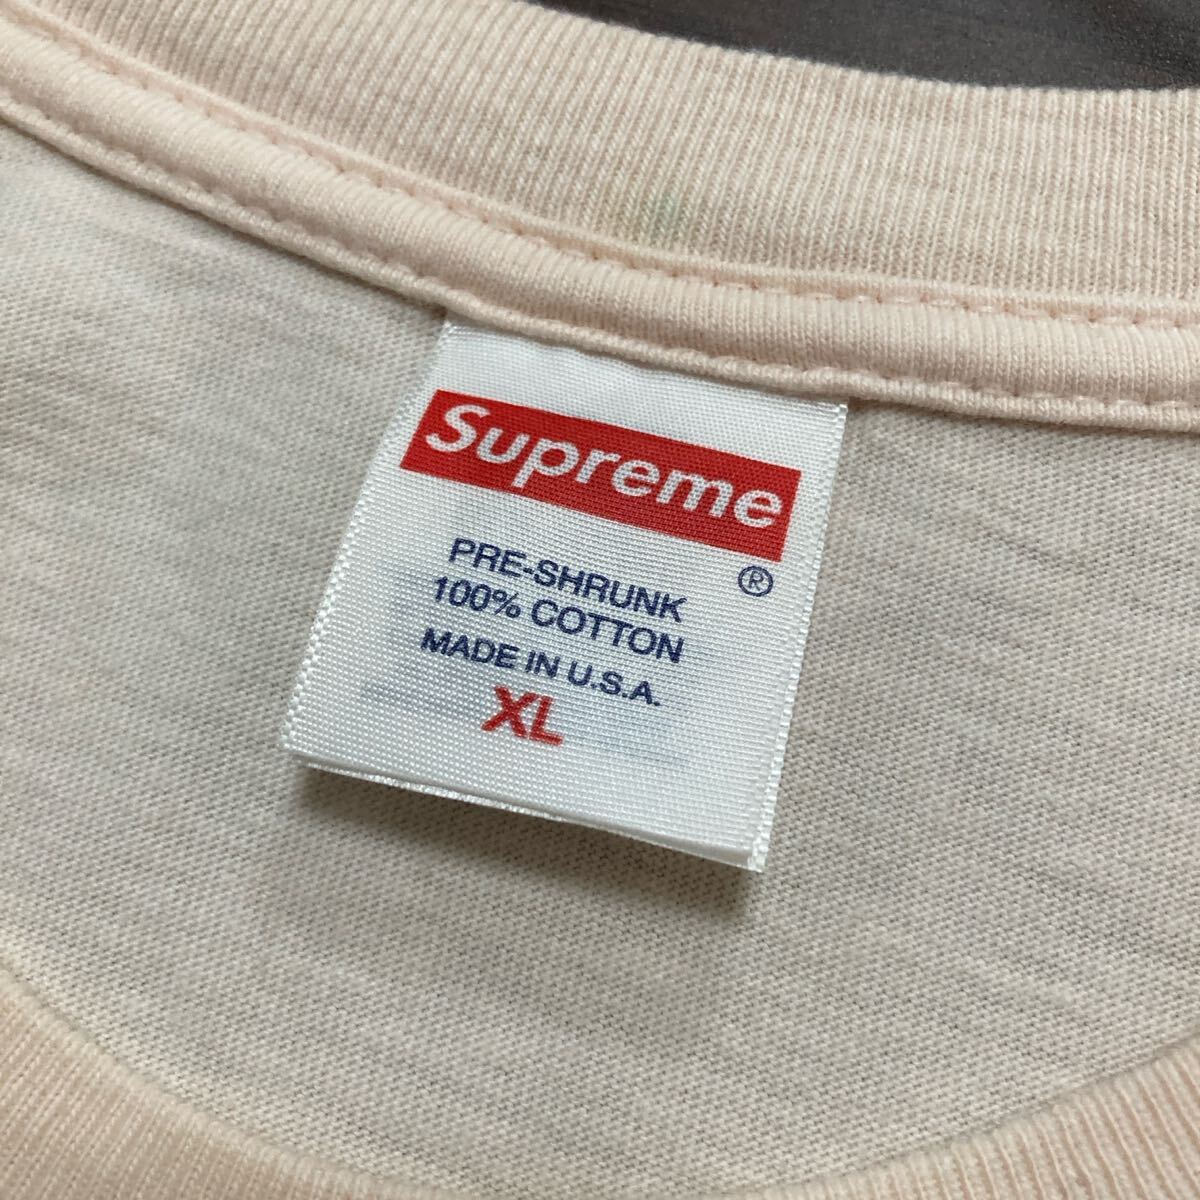 Supreme
®
PRE-SHRUNK
100% COTTON
MADE IN U.S.A.
XL